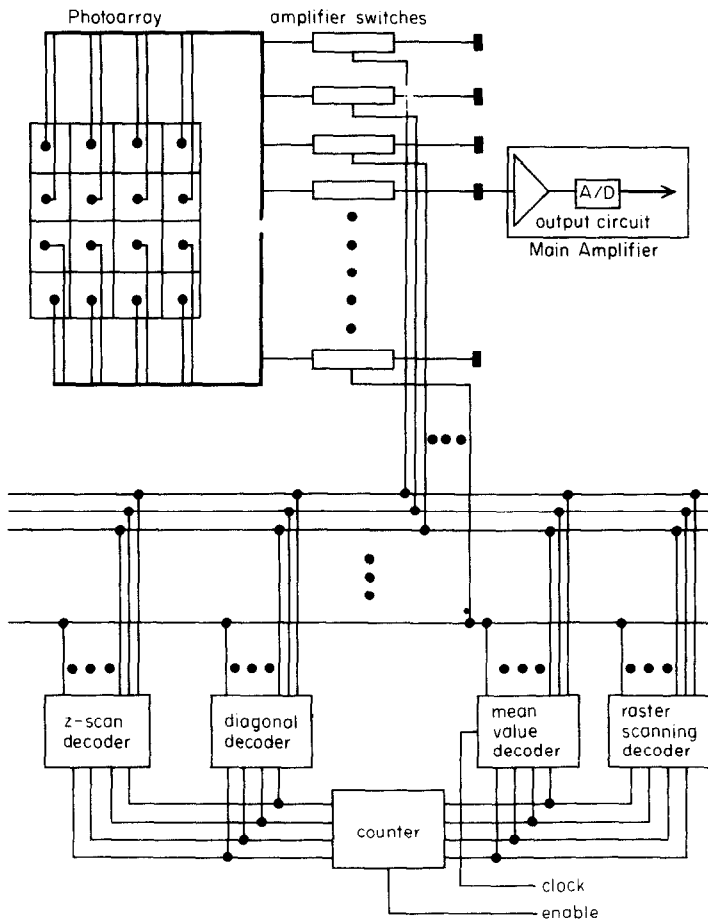 Photoarray
amplifier switches
A/D
output circuit
Main Amplifier
z-scan
decoder
diagonal
decoder
mean
value
decoder
raster
scanning
decoder
counter
clock
enable